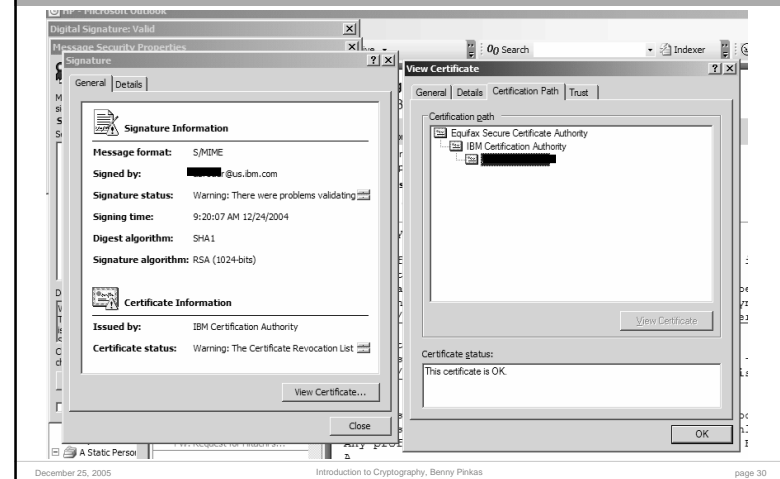 HP - Microsoft Outlook
Digital Signature: Valid
Message Security Properties
Signature
General
Details
Signature Information
Message format: S/MIME
Signed by: r@us.ibm.com
Signature status: Warning: There were problems validating
Signing time: 9:20:07 AM 12/24/2004
Digest algorithm: SHA1
Signature algorithm: RSA (1024-bits)
Certificate Information
Issued by: IBM Certification Authority
Certificate status: Warning: The Certificate Revocation List
View Certificate...
Close
Search
Indexer
View Certificate
General
Details
Certification Path
Trust
Certification path
Equifax Secure Certificate Authority
IBM Certification Authority
View Certificate
Certificate status:
This certificate is OK.
OK
A Static Person
December 25, 2005
Introduction to Cryptography, Benny Pinkas
page 30